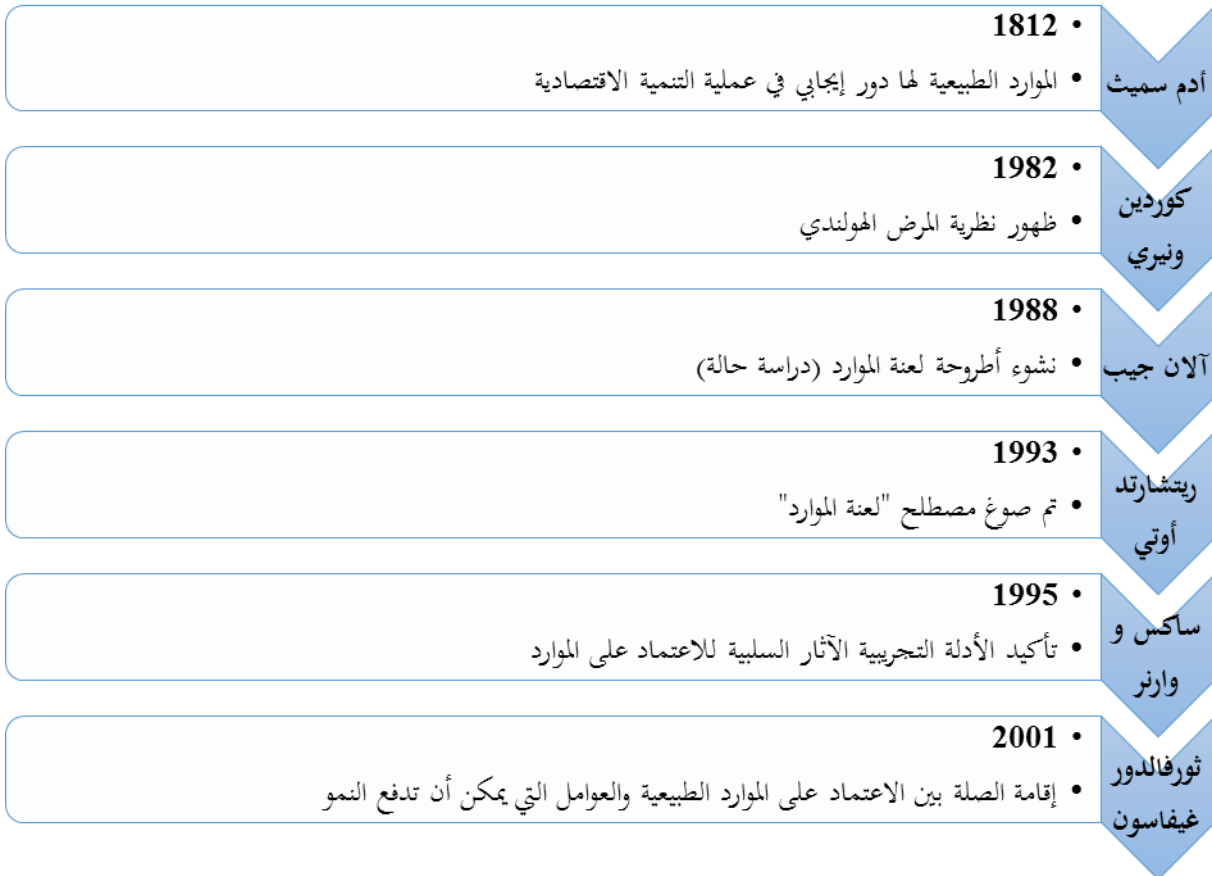 أدم سميث
• 1812
• الموارد الطبيعية لها دور إيجابي في عملية التنمية الاقتصادية
كوردين
ونيري
• 1982
• ظهور نظرية المرض الهولندي
آلان جيب
• 1988
• نشوء أطروحة لعنة الموارد (دراسة حالة)
ريتشارتد
أوتي
• 1993
• تم صوغ مصطلح "لعنة الموارد"
ساكس و
وارنر
• 1995
• تأكيد الأدلة التجريبية الآثار السلبية للاعتماد على الموارد
ثورفالدور
غيفاسون
• 2001
• إقامة الصلة بين الاعتماد على الموارد الطبيعية والعوامل التي يمكن أن تدفع النمو